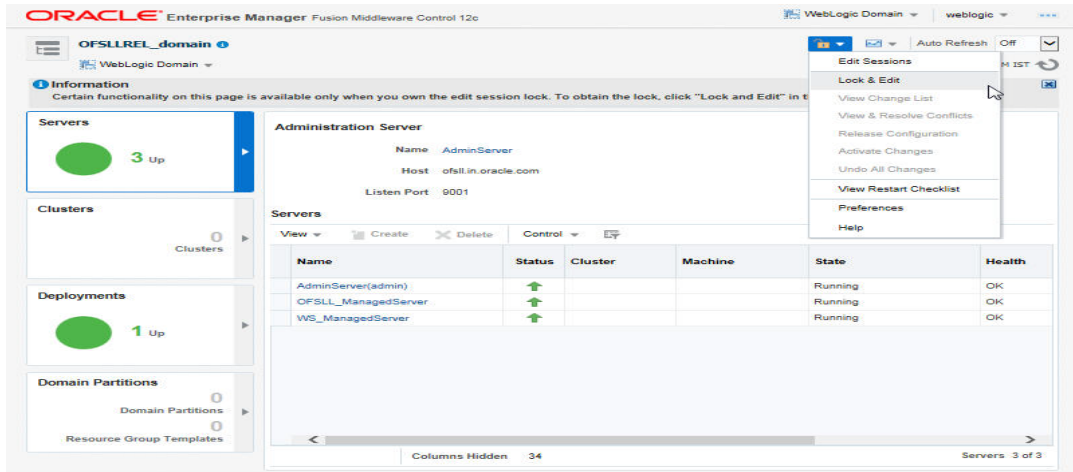 ORACLE Enterprise Manager Fusion Middleware Control 12c
WebLogic Domain
weblogic
OFSLLREL_domain
Auto Refresh Off
WebLogic Domain
M IST
Edit Sessions
Lock & Edit
View Change List
View & Resolve Conflicts
Release Configuration
Activate Changes
Undo All Changes
View Restart Checklist
Preferences
Help
Information
Certain functionality on this page is available only when you own the edit session lock. To obtain the lock, click "Lock and Edit" in t
Servers
3 Up
Clusters
0
Clusters
Deployments
1 Up
Domain Partitions
0
Domain Partitions
0
Resource Group Templates
Administration Server
Name AdminServer
Host ofsll.in.oracle.com
Listen Port 9001
Servers
View Create Delete Control
Name Status Cluster Machine State Health
AdminServer(admin) Running OK
OFSLL_ManagedServer Running OK
WS_ManagedServer Running OK
Columns Hidden 34
Servers 3 of 3